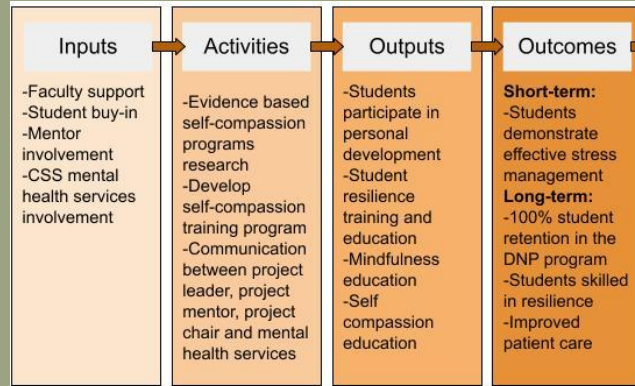 Inputs
-Faculty support
-Student buy-in
-Mentor
involvement
-CSS mental
health services
involvement
Activities
-Evidence based
self-compassion
programs
research
-Develop
self-compassion
training program
-Communication
between project
leader, project
mentor, project
chair and mental
health services
Outputs
-Students
participate in
personal
development
-Student
resilience
training and
education
-Mindfulness
education
-Self
compassion
education
Outcomes
Short-term:
-Students
demonstrate
effective stress
management
Long-term:
-100% student
retention in the
DNP program
-Students skilled
in resilience
-Improved
patient care